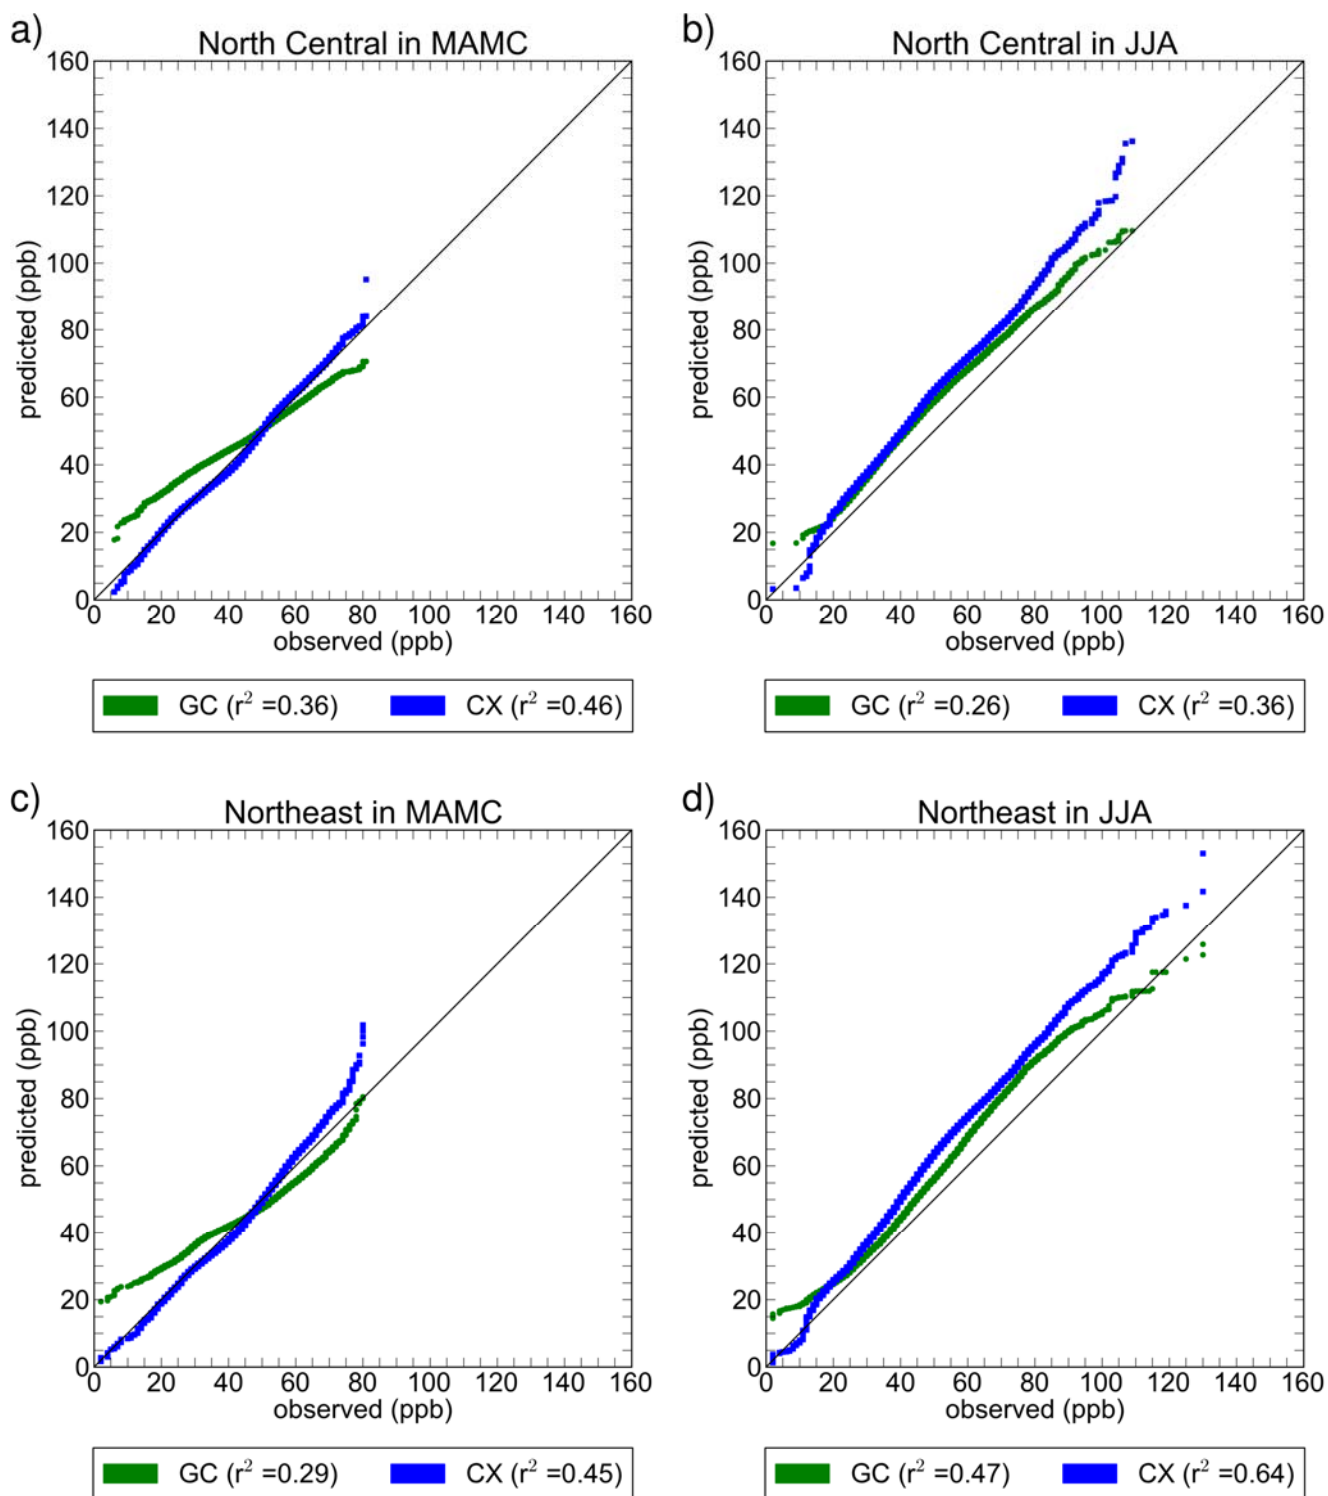 a)
North Central in MAMC
160
140
120
100
80
60
40
20
0
predicted (ppb)
0 20 40 60 80 100 120 140 160
observed (ppb)
GC (r² =0.36) CX (r² =0.46)
b)
North Central in JJA
160
140
120
100
80
60
40
20
0
predicted (ppb)
0 20 40 60 80 100 120 140 160
observed (ppb)
GC (r² =0.26) CX (r² =0.36)
c)
Northeast in MAMC
160
140
120
100
80
60
40
20
0
predicted (ppb)
0 20 40 60 80 100 120 140 160
observed (ppb)
GC (r² =0.29) CX (r² =0.45)
d)
Northeast in JJA
160
140
120
100
80
60
40
20
0
predicted (ppb)
0 20 40 60 80 100 120 140 160
observed (ppb)
GC (r² =0.47) CX (r² =0.64)